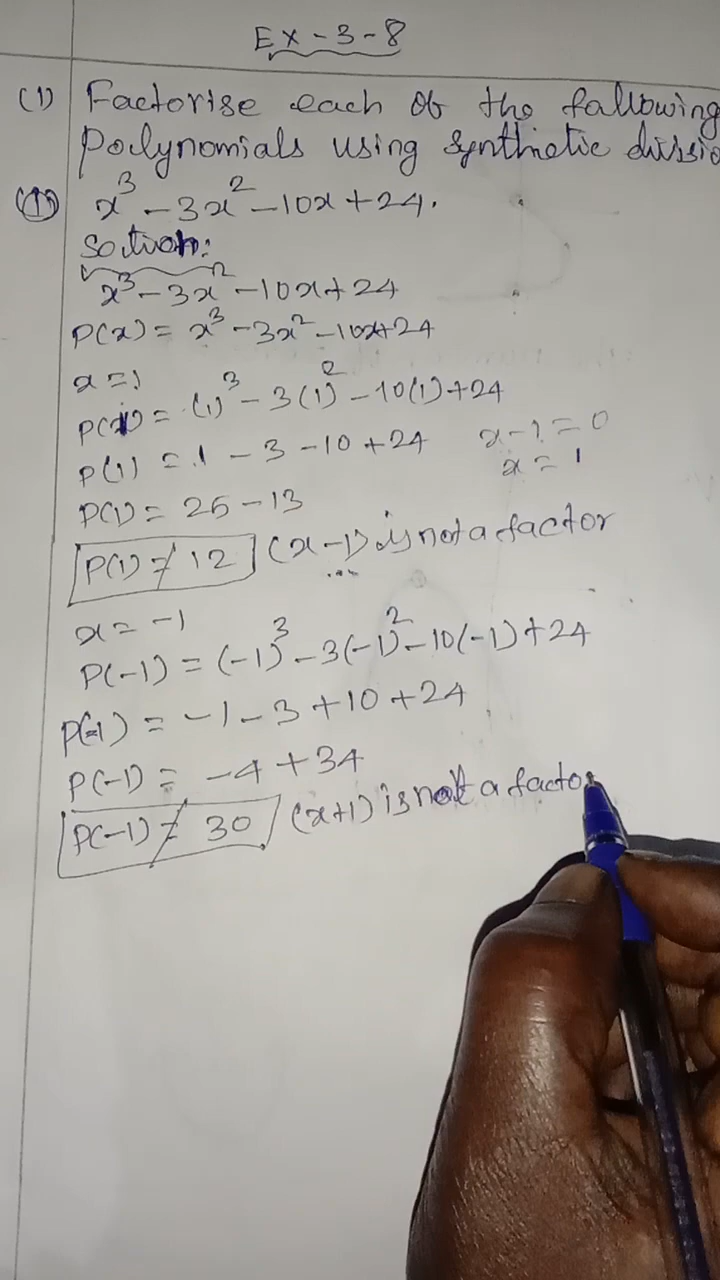 Ex-3-8
(1) Factorise each of the following
Polynomials using synthetic
(1) x³ - 3x² - 10x + 24.
x³ - 3x² - 10x + 24
P(x) = x³ - 3x² - 10x + 24
x = 1
= (1)³ - 3(1)² - 10(1) + 24
P(1) = 1 - 3 - 10 + 24 x - 1 = 0
x = 1
P(1) = 25 - 13
P(1) ≠ 12 (x-1) is not a factor
x = -1
P(-1) = (-1)³ - 3(-1)² - 10(-1) + 24
P(-1) = -1 - 3 + 10 + 24
P(-1) = -4 + 34
P(-1) ≠ 30 (x+1) is not a facto